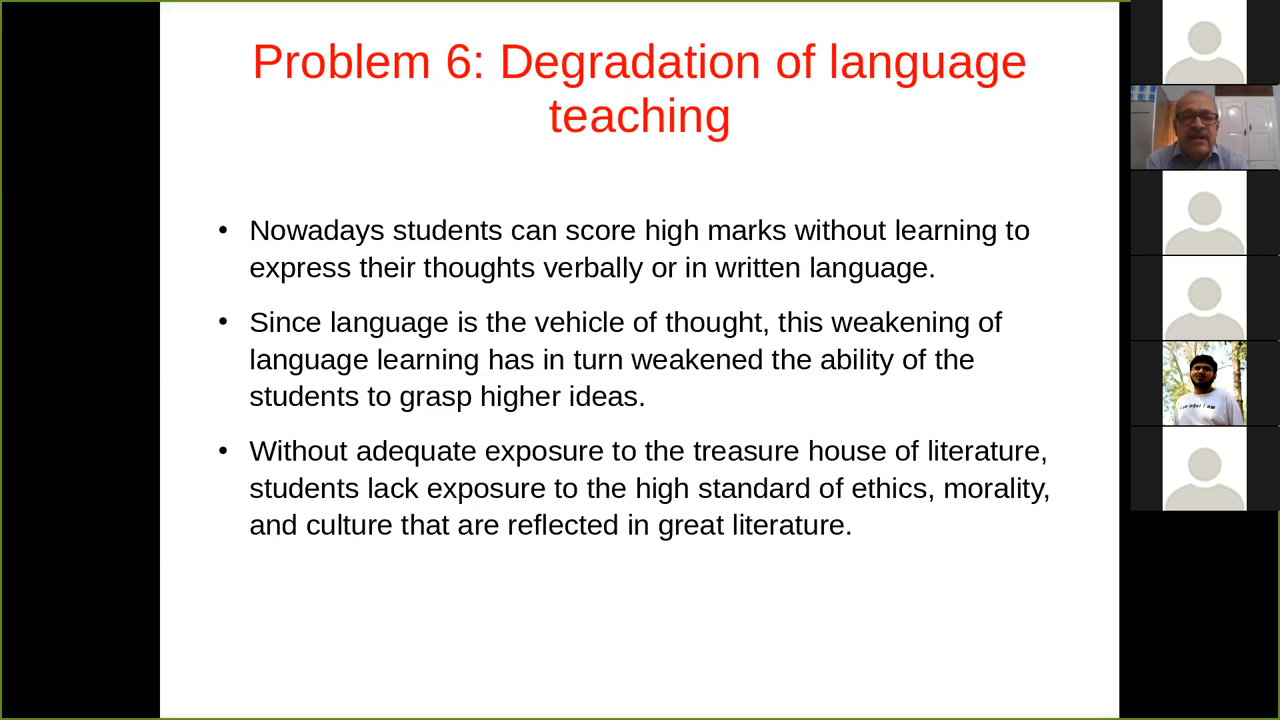 Problem 6: Degradation of language
teaching
• Nowadays students can score high marks without learning to
express their thoughts verbally or in written language.
• Since language is the vehicle of thought, this weakening of
language learning has in turn weakened the ability of the
students to grasp higher ideas.
• Without adequate exposure to the treasure house of literature,
students lack exposure to the high standard of ethics, morality,
and culture that are reflected in great literature.